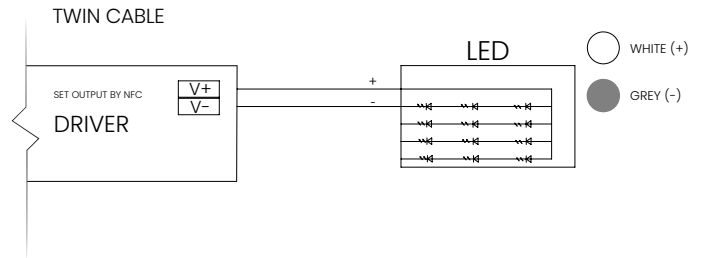 TWIN CABLE
LED
WHITE (+)
GREY (-)
SET OUTPUT BY NFC
DRIVER
V+
V-
+
-